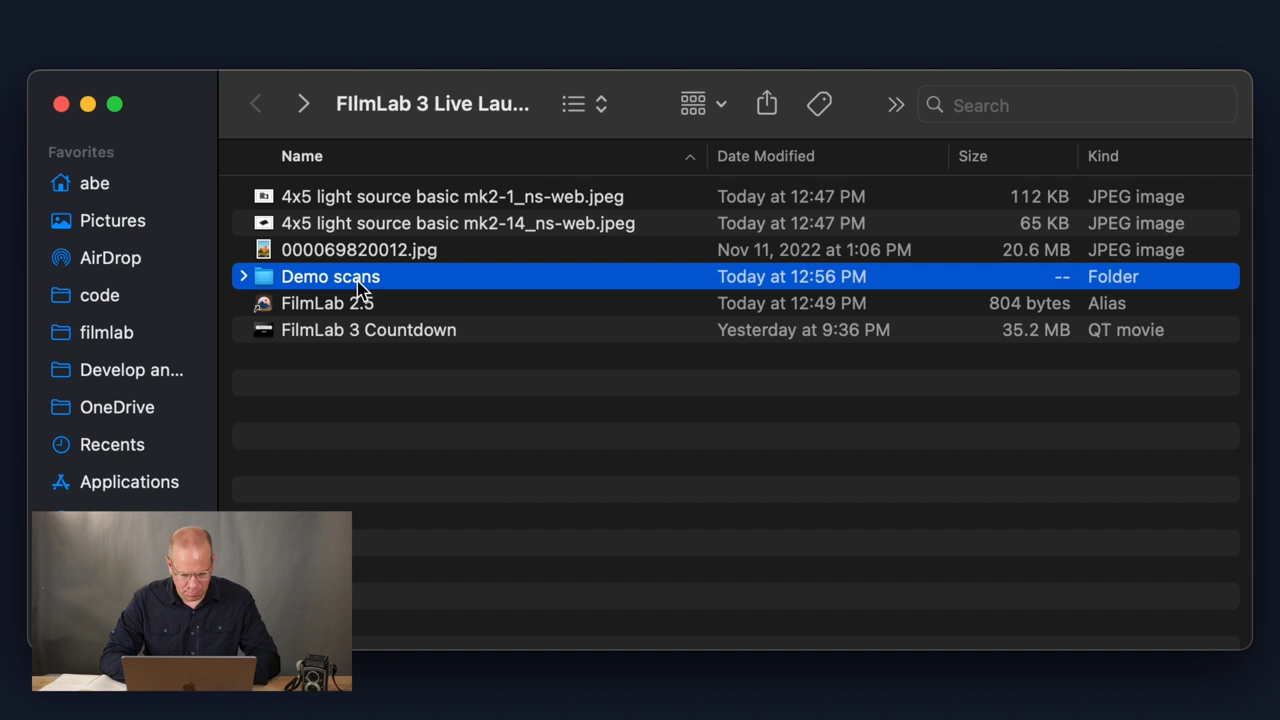 FIlmLab 3 Live Lau...
Search
Favorites
abe
Pictures
AirDrop
code
filmlab
Develop an...
OneDrive
Recents
Applications
Name Date Modified Size Kind
4x5 light source basic mk2-1_ns-web.jpeg Today at 12:47 PM 112 KB JPEG image
4x5 light source basic mk2-14_ns-web.jpeg Today at 12:47 PM 65 KB JPEG image
000069820012.jpg Nov 11, 2022 at 1:06 PM 20.6 MB JPEG image
Demo scans Today at 12:56 PM -- Folder
FilmLab 2.5 Today at 12:49 PM 804 bytes Alias
FilmLab 3 Countdown Yesterday at 9:36 PM 35.2 MB QT movie